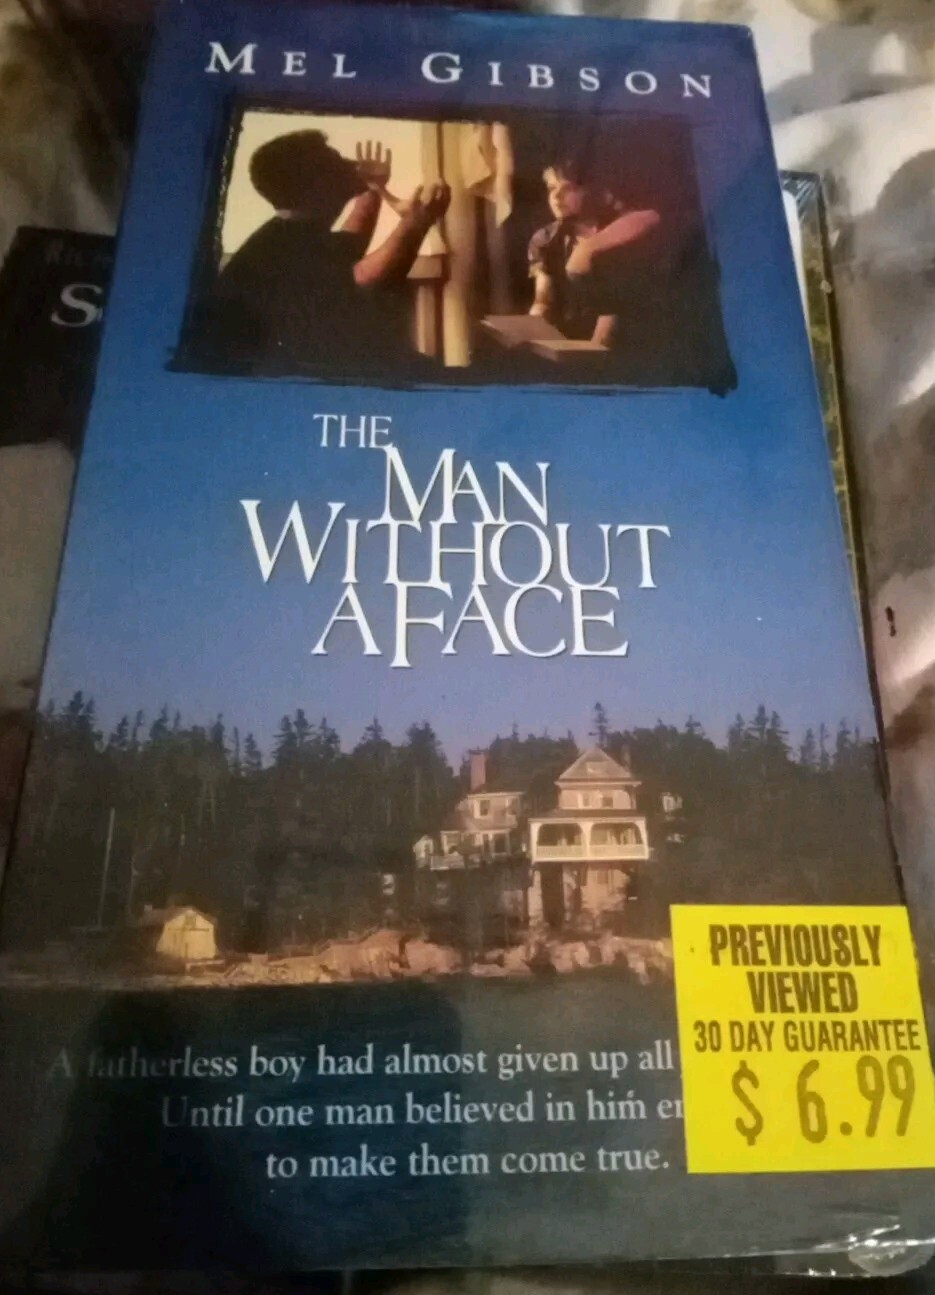 MEL GIBSON
THE
MAN
WITHOUT
A FACE
A fatherless boy had almost given up all
Until one man believed in him
to make them come true.
PREVIOUSLY
VIEWED
30 DAY GUARANTEE
$ 6.99